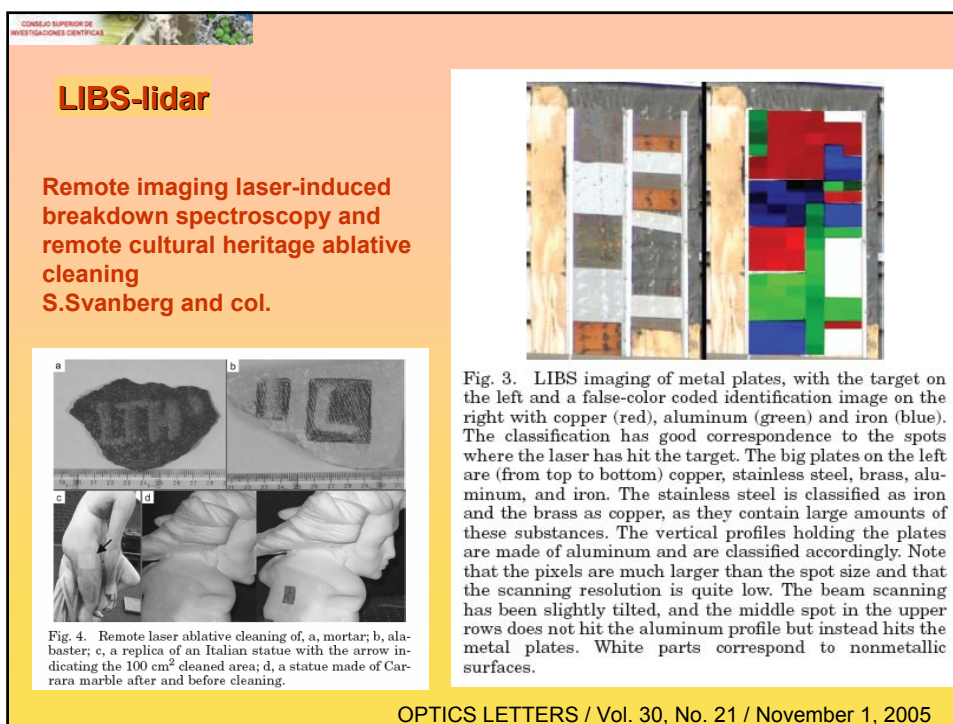 CONSEJO SUPERIOR DE
INVESTIGACIONES CIENTÍFICAS
LIBS-lidar
Remote imaging laser-induced
breakdown spectroscopy and
remote cultural heritage ablative
cleaning
S.Svanberg and col.
a
b
LTH
c
d
Fig. 4. Remote laser ablative cleaning of, a, mortar; b, ala-
baster; c, a replica of an Italian statue with the arrow in-
dicating the 100 cm² cleaned area; d, a statue made of Car-
rara marble after and before cleaning.
Fig. 3. LIBS imaging of metal plates, with the target on
the left and a false-color coded identification image on the
right with copper (red), aluminum (green) and iron (blue).
The classification has good correspondence to the spots
where the laser has hit the target. The big plates on the left
are (from top to bottom) copper, stainless steel, brass, alu-
minum, and iron. The stainless steel is classified as iron
and the brass as copper, as they contain large amounts of
these substances. The vertical profiles holding the plates
are made of aluminum and are classified accordingly. Note
that the pixels are much larger than the spot size and that
the scanning resolution is quite low. The beam scanning
has been slightly tilted, and the middle spot in the upper
rows does not hit the aluminum profile but instead hits the
metal plates. White parts correspond to nonmetallic
surfaces.
OPTICS LETTERS / Vol. 30, No. 21 / November 1, 2005